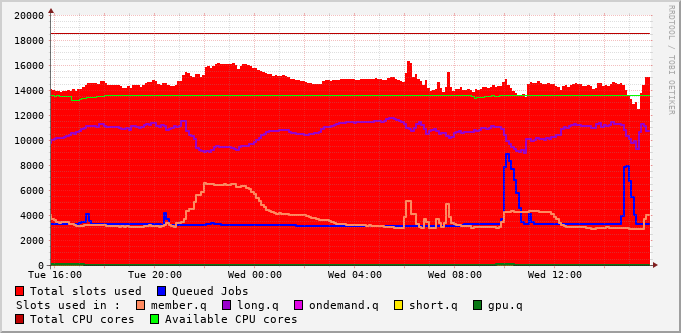 20000
18000
16000
14000
12000
10000
8000
6000
4000
2000
0
Tue 16:00 Tue 20:00 Wed 00:00 Wed 04:00 Wed 08:00 Wed 12:00
RRDTOOL / TOBI OETIKER
Total slots used Queued Jobs
Slots used in : member.q long.q ondemand.q short.q gpu.q
Total CPU cores Available CPU cores